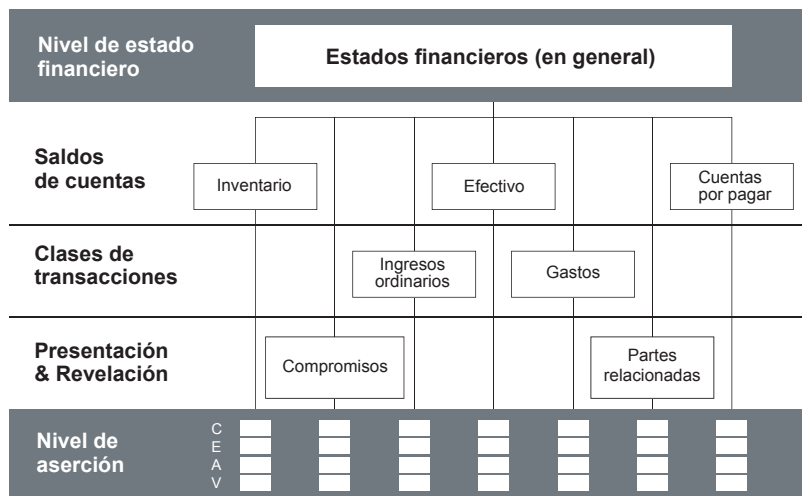 Nivel de estado
financiero
Estados financieros (en general)
Saldos
de cuentas
Inventario
Efectivo
Cuentas
por pagar
Clases de
transacciones
Ingresos
ordinarios
Gastos
Presentación
& Revelación
Compromisos
Partes
relacionadas
Nivel de
aserción
C
E
A
V